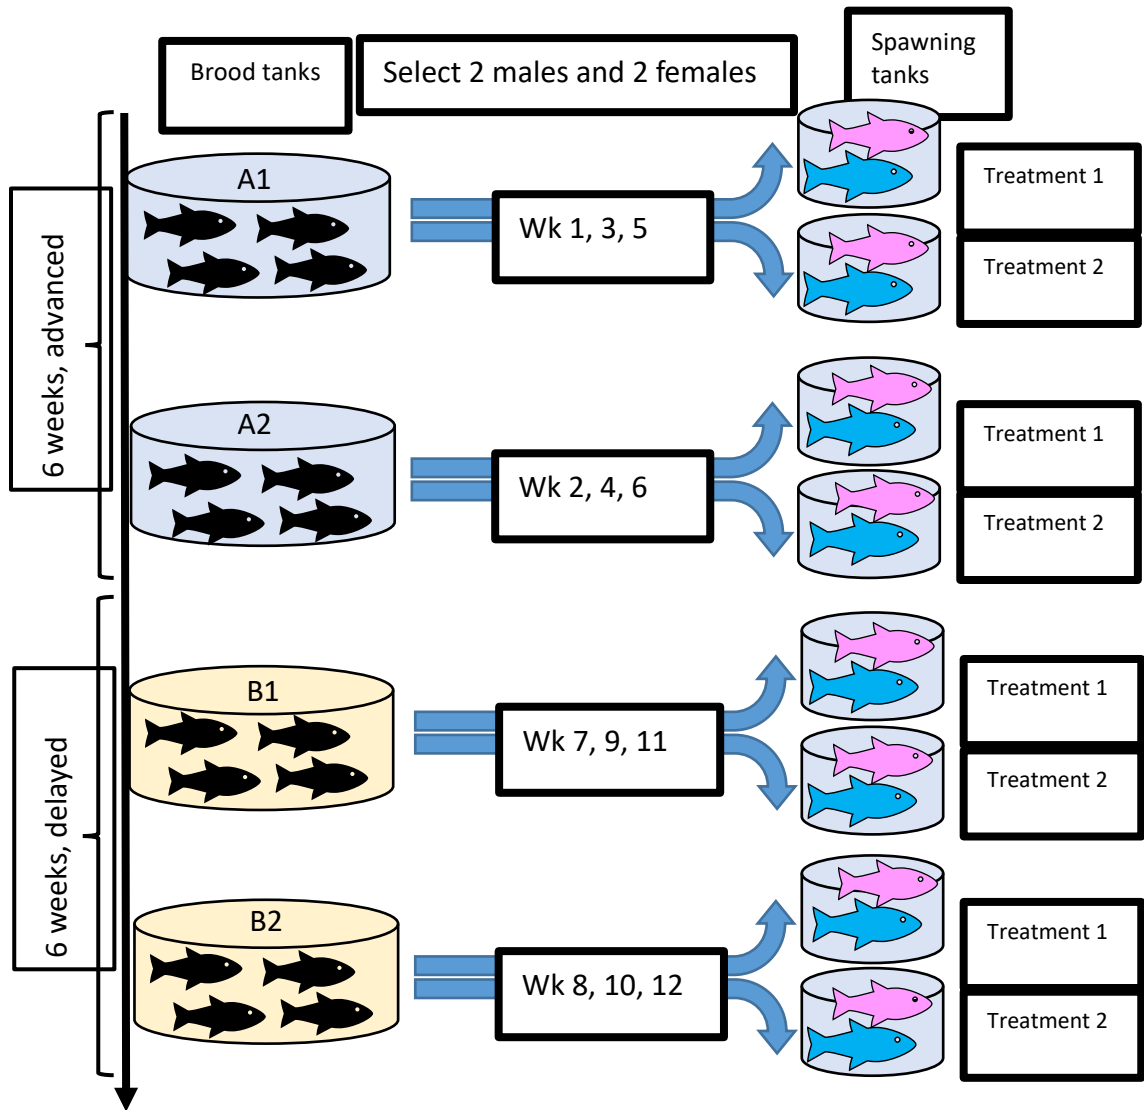 Brood tanks
Select 2 males and 2 females
Spawning
tanks
6 weeks, advanced
A1
Wk 1, 3, 5
Treatment 1
Treatment 2
A2
Wk 2, 4, 6
Treatment 1
Treatment 2
6 weeks, delayed
B1
Wk 7, 9, 11
Treatment 1
Treatment 2
B2
Wk 8, 10, 12
Treatment 1
Treatment 2